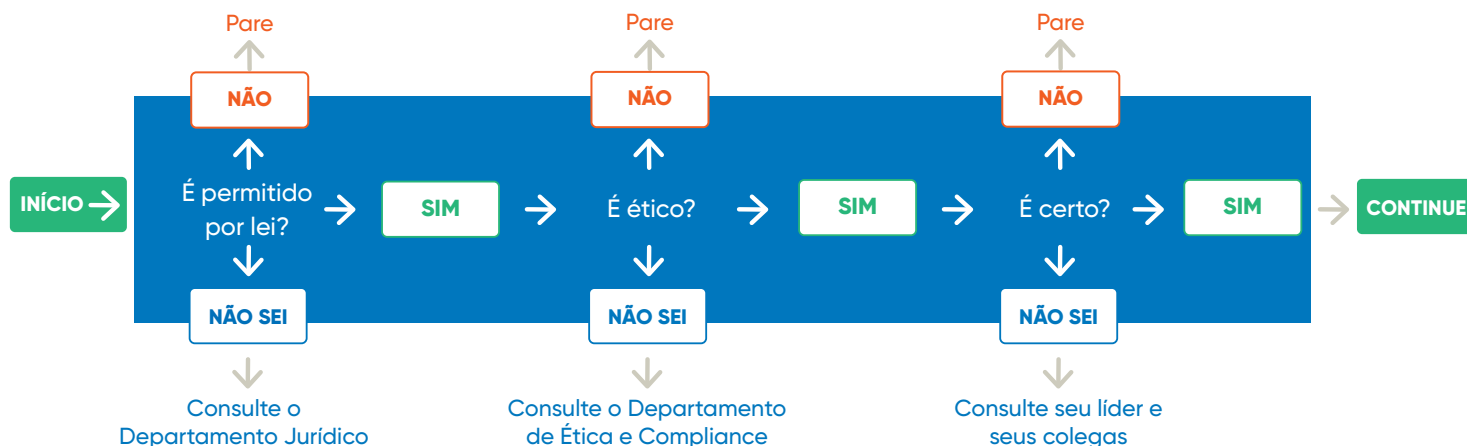 Pare
Pare
Pare
NÃO
NÃO
NÃO
INÍCIO
É permitido
por lei?
SIM
É ético?
SIM
É certo?
SIM
CONTINUE
NÃO SEI
NÃO SEI
NÃO SEI
Consulte o
Departamento Jurídico
Consulte o Departamento
de Ética e Compliance
Consulte seu líder e
seus colegas